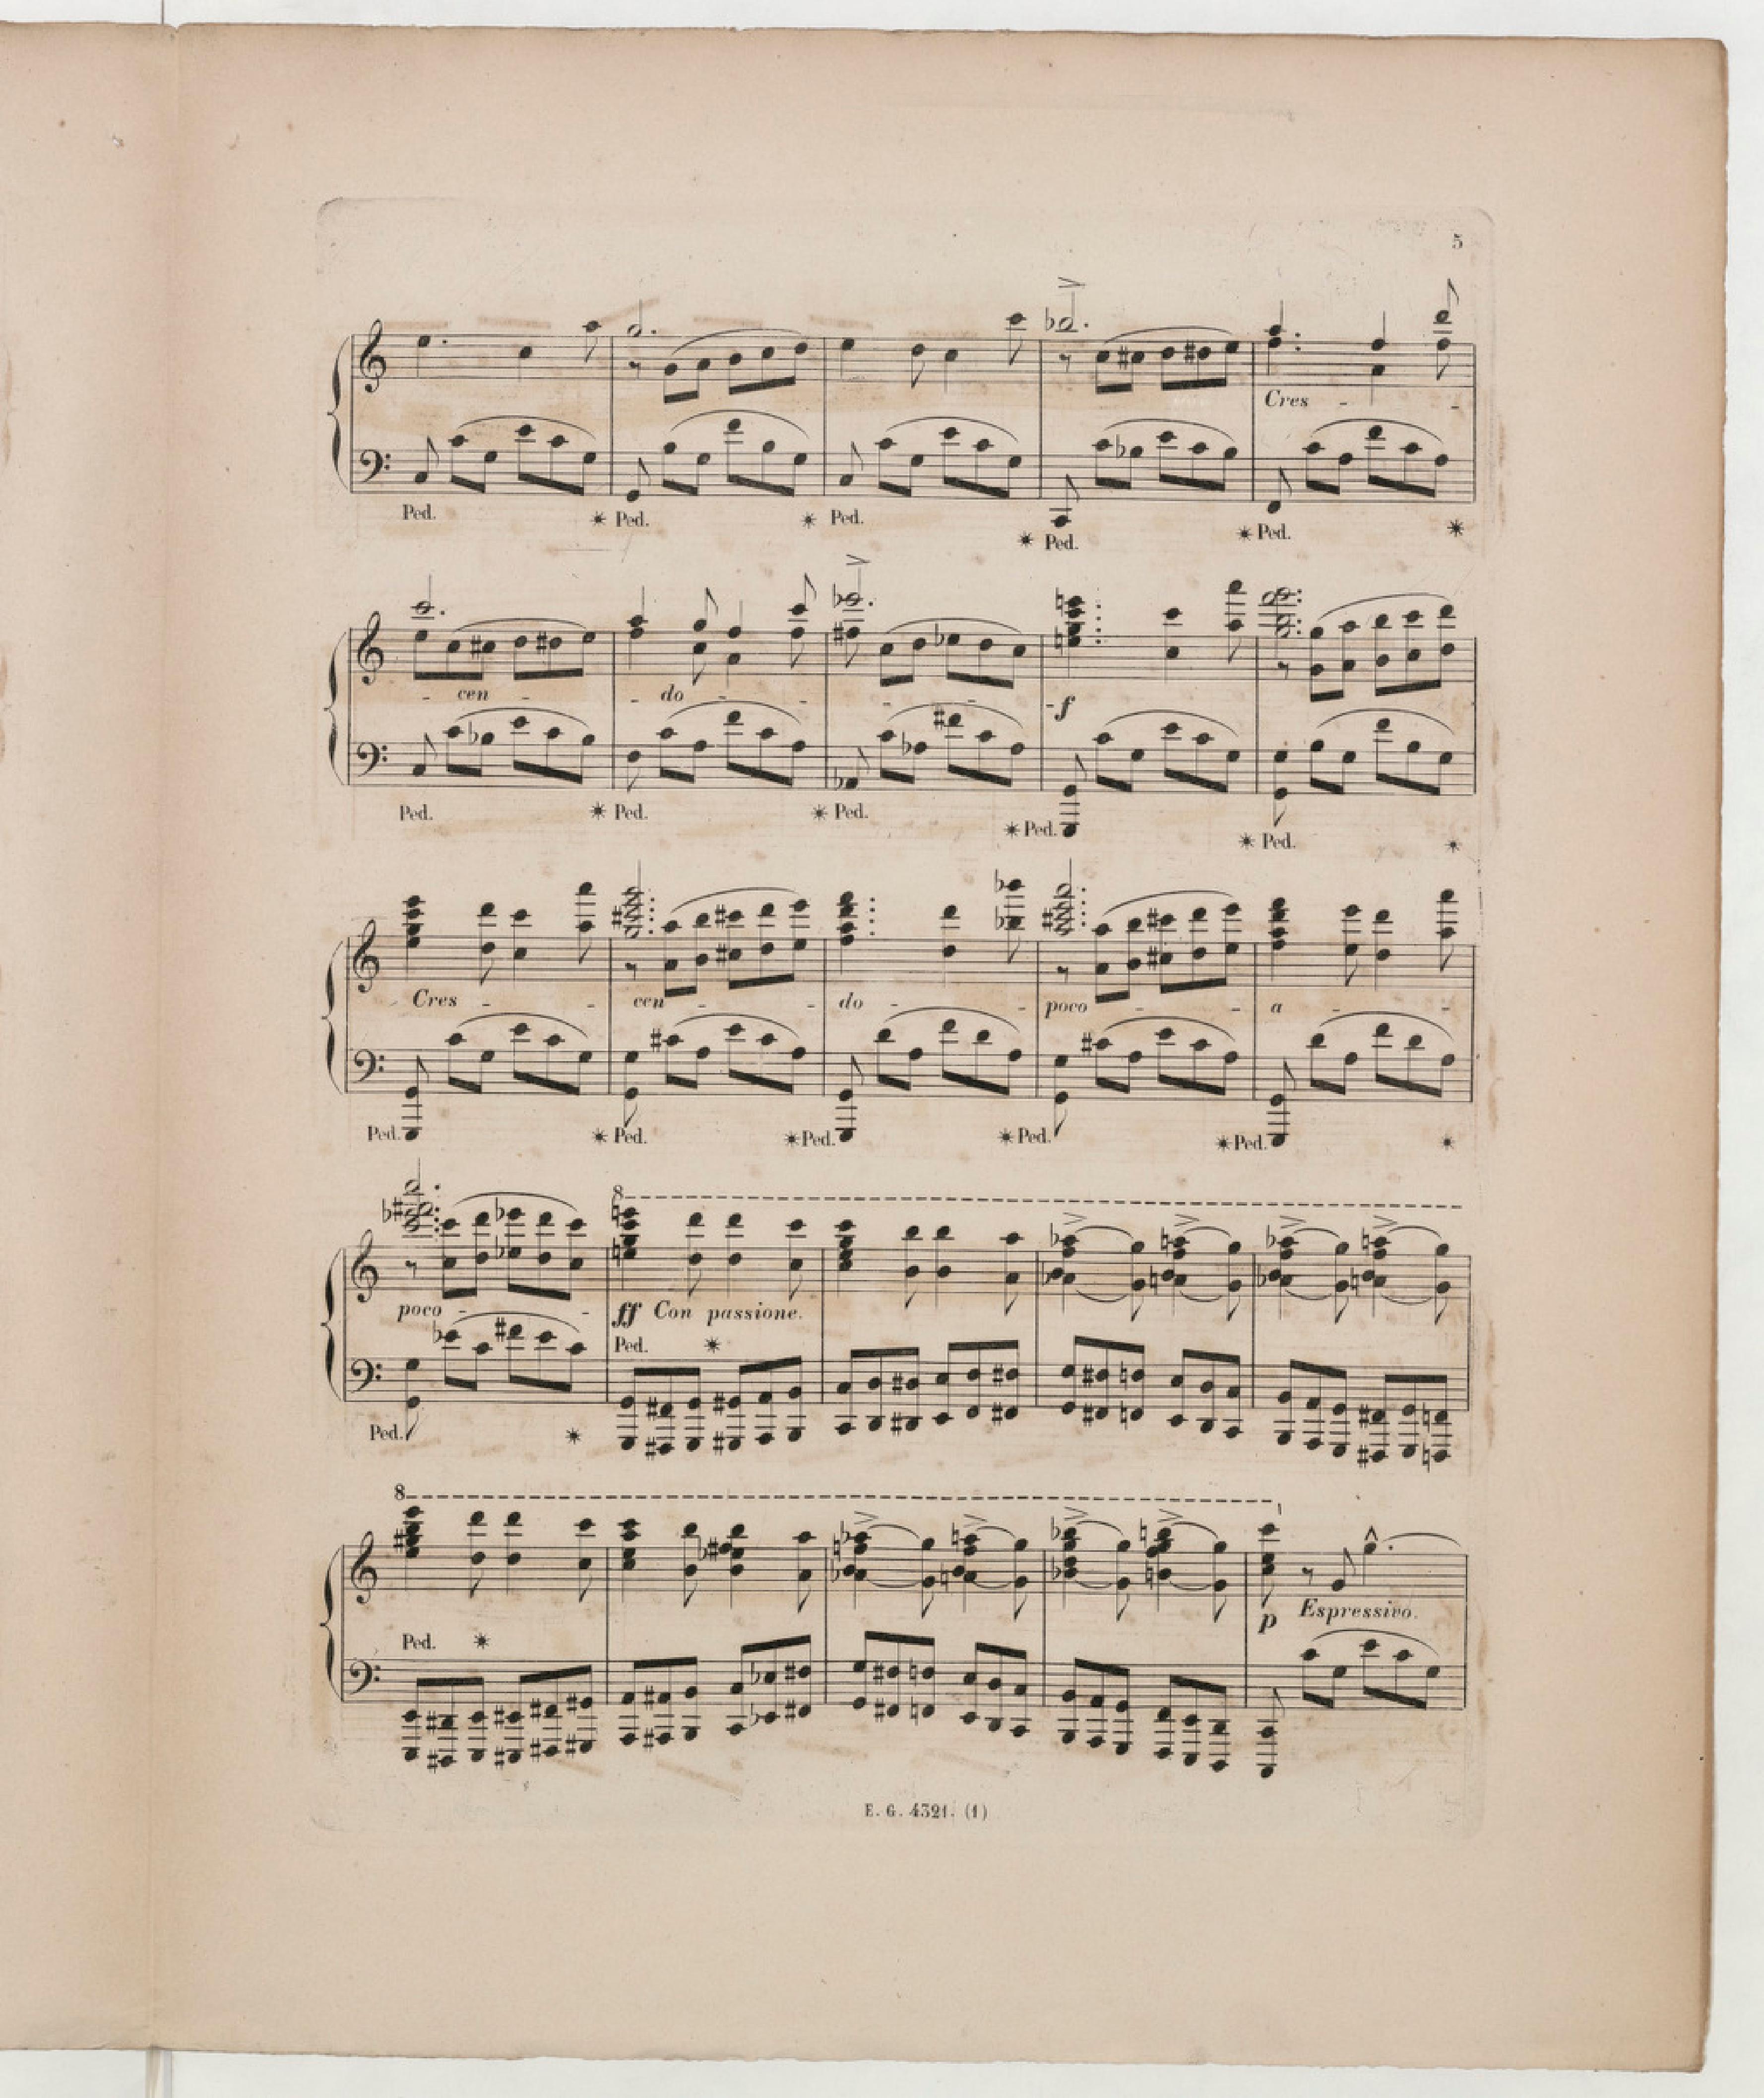 5
Cres - -
Ped. * Ped. * Ped. * Ped. * Ped. *
- cen - - do - - - - - f
Ped. * Ped. * Ped. * Ped. * Ped. *
Cres - - cen - - do - - poco - - a - -
Ped. * Ped. * Ped. * Ped. * Ped. *
8
poco - - ff Con passione.
Ped. *
Ped. *
8
p Espressivo.
Ped. *
E. G. 4321. (1)